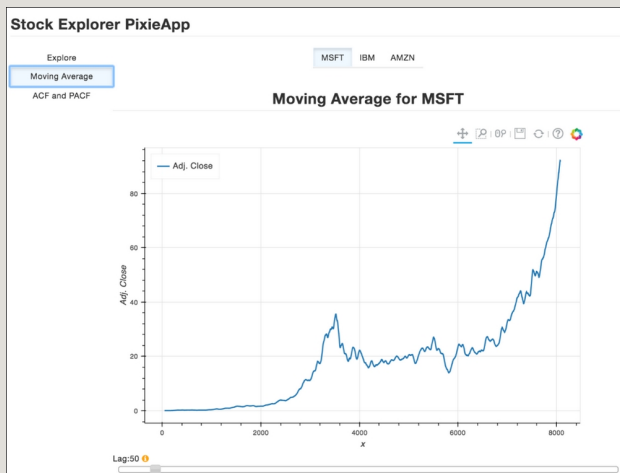 Stock Explorer PixieApp
Explore
Moving Average
ACF and PACF
MSFT IBM AMZN
Moving Average for MSFT
Adj. Close
80
60
40
20
0
Adj. Close
0 2000 4000 6000 8000
x
Lag:50